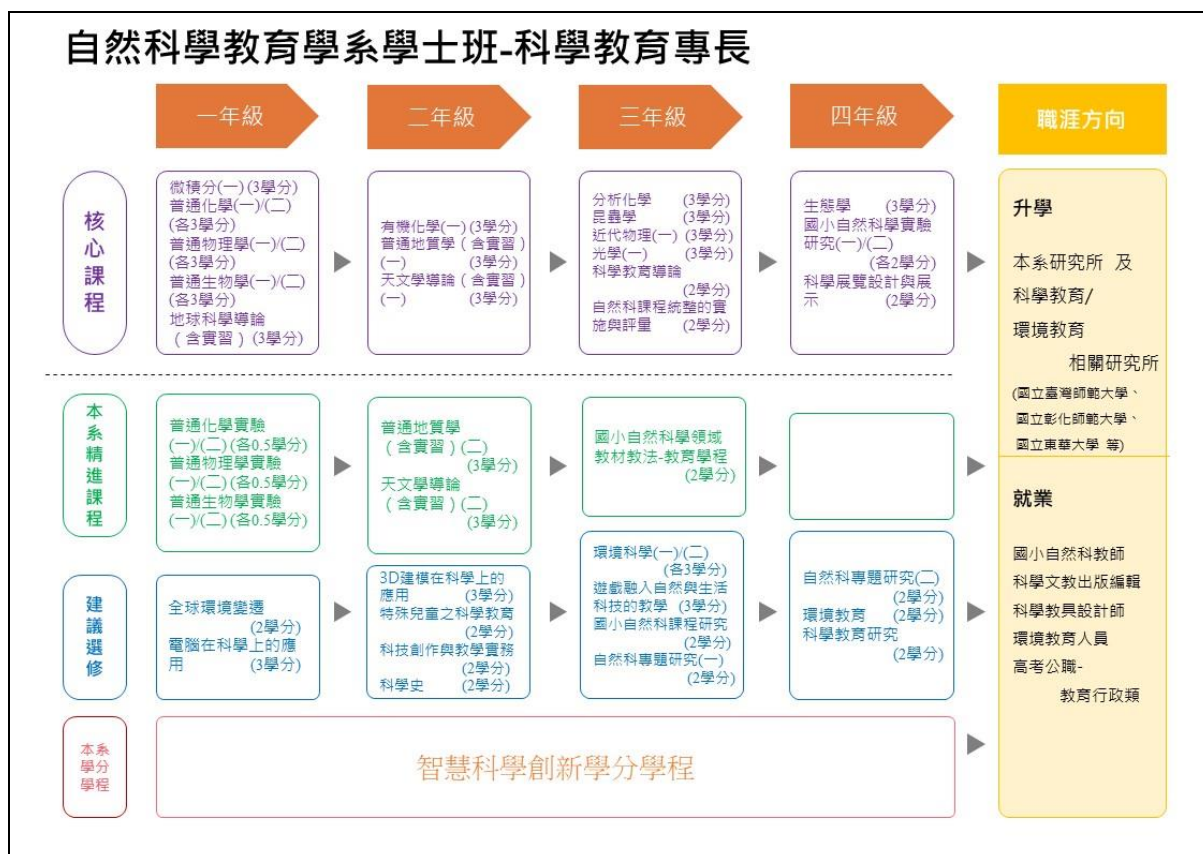 自然科學教育學系學士班-科學教育專長
一年級
二年級
三年級
四年級
職涯方向
核心課程
微積分(一) (3學分)
普通化學(一)/(二)
(各3學分)
普通物理學(一)/(二)
(各3學分)
普通生物學(一)/(二)
(各3學分)
地球科學導論
（含實習）(3學分)
有機化學(一) (3學分)
普通地質學（含實習）
(一) (3學分)
天文學導論（含實習）
(一) (3學分)
分析化學 (3學分)
昆蟲學 (3學分)
近代物理(一) (3學分)
光學(一) (3學分)
科學教育導論
(2學分)
自然科課程統整的實
施與評量 (2學分)
生態學 (3學分)
國小自然科學實驗
研究(一)/(二)
(各2學分)
科學展覽設計與展
示 (2學分)
本系精進課程
普通化學實驗
(一)/(二) (各0.5學分)
普通物理學實驗
(一)/(二) (各0.5學分)
普通生物學實驗
(一)/(二) (各0.5學分)
普通地質學
（含實習）(二)
(3學分)
天文學導論
（含實習）(二)
(3學分)
國小自然科學領域
教材教法-教育學程
(2學分)
建議選修
全球環境變遷
(2學分)
電腦在科學上的應
用 (3學分)
3D建模在科學上的
應用 (3學分)
特殊兒童之科學教育
(2學分)
科技創作與教學實務
(2學分)
科學史 (2學分)
環境科學(一)/(二)
(各3學分)
遊戲融入自然與生活
科技的教學 (3學分)
國小自然科課程研究
(2學分)
自然科專題研究(一)
(2學分)
自然科專題研究(二)
(2學分)
環境教育 (2學分)
科學教育研究
(2學分)
本系
學分
學程
智慧科學創新學分學程
升學
本系研究所 及
科學教育/
環境教育
相關研究所
(國立臺灣師範大學、
國立彰化師範大學、
國立東華大學 等)
就業
國小自然科教師
科學文教出版編輯
科學教具設計師
環境教育人員
高考公職-
教育行政類